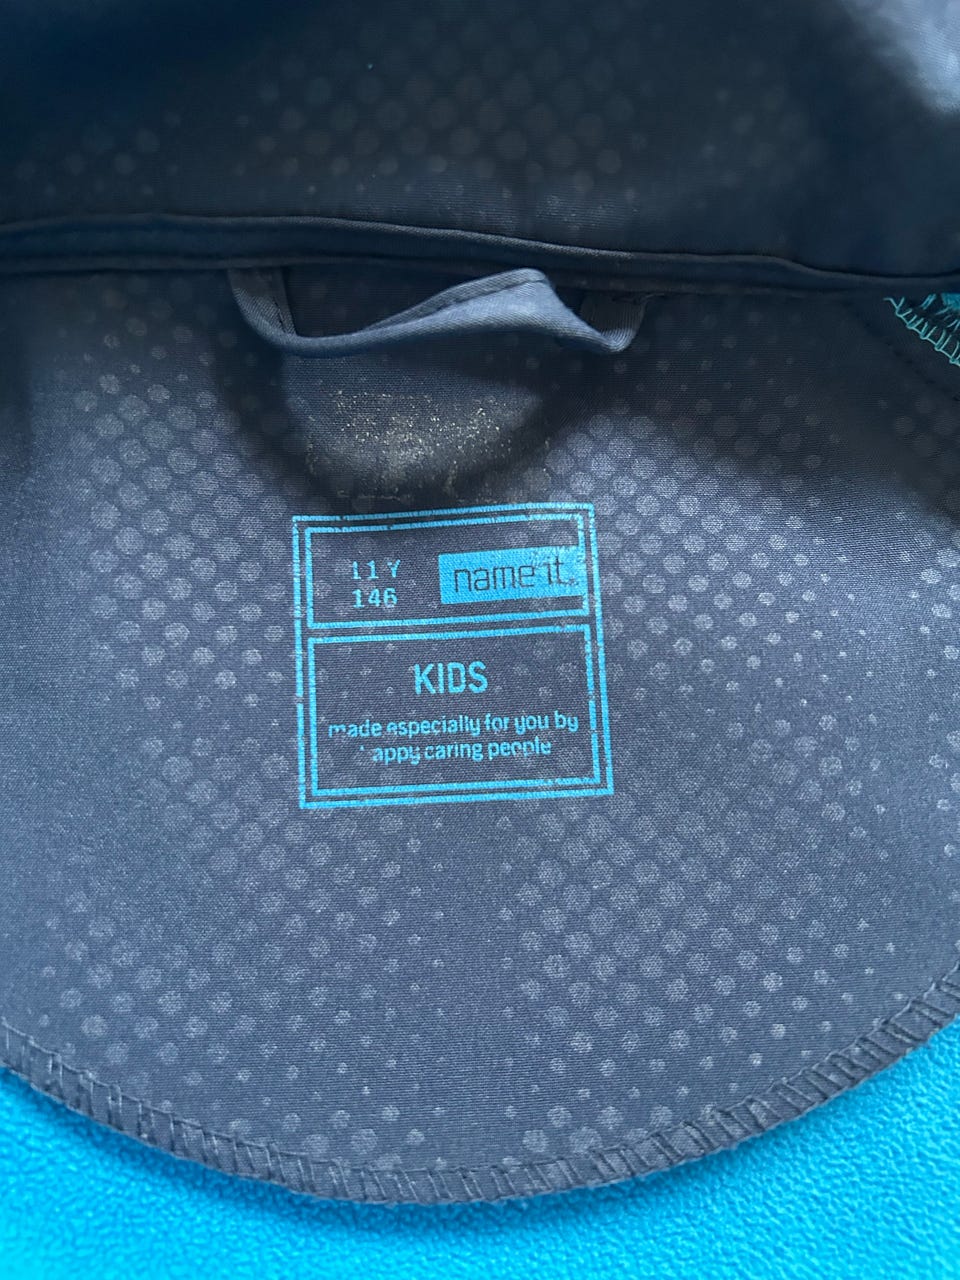 11 Y
146
name it.
KIDS
made especially for you by
appy caring people